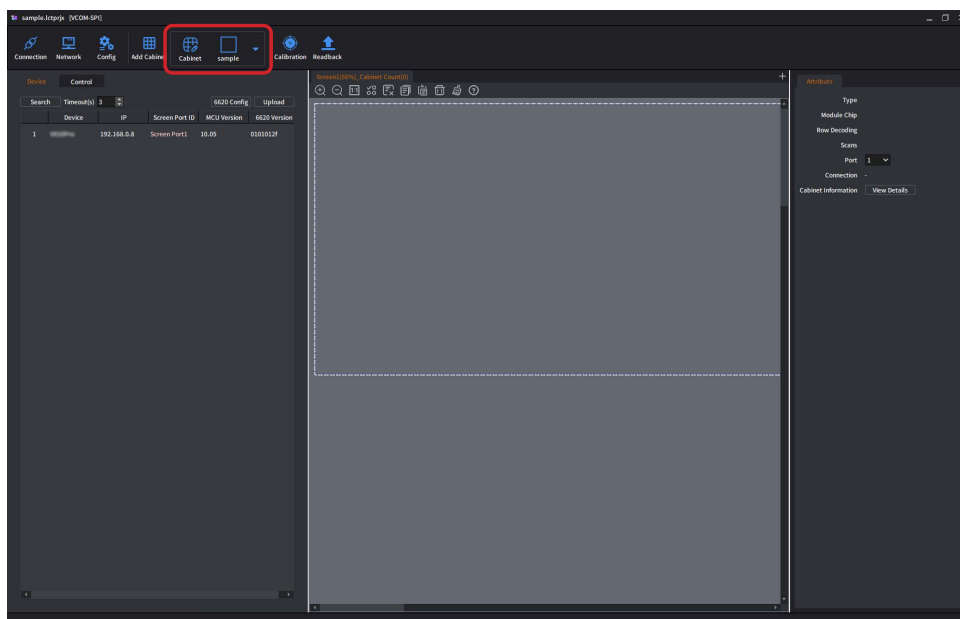 sample.lctprjx [VCOM-SPI]
Connection Network Config Add Cabine Cabinet sample Calibration Readback
Device Control
Search Timeout(s) 3 6620 Config Upload
Device IP Screen Port ID MCU Version 6620 Version
1 192.168.0.8 Screen Port1 10.05 0101012f
Screen1(50%)_Cabinet Count(0)
1:1
Attribute
Type
Module Chip
Row Decoding
Scans
Port 1
Connection -
Cabinet Information View Details